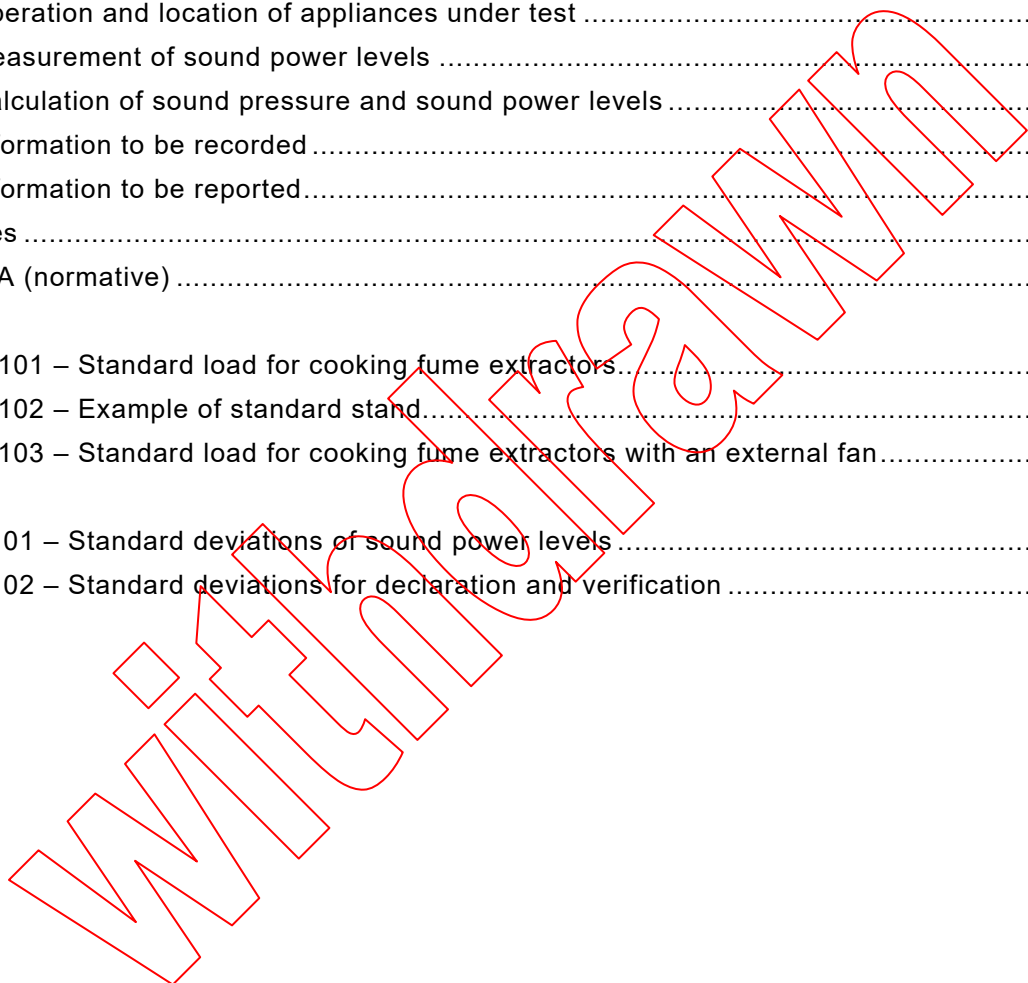 peration and location of appliances under test ........................................................
easurement of sound power levels ........................................................................
alculation of sound pressure and sound power levels .............................................
formation to be recorded .........................................................................................
formation to be reported..........................................................................................
es ............................................................................................................................
A (normative) .........................................................................................................
101 – Standard load for cooking fume extractors....................................................
102 – Example of standard stand............................................................................
103 – Standard load for cooking fume extractors with an external fan.....................
01 – Standard deviations of sound power levels ....................................................
02 – Standard deviations for declaration and verification ......................................
withdrawn